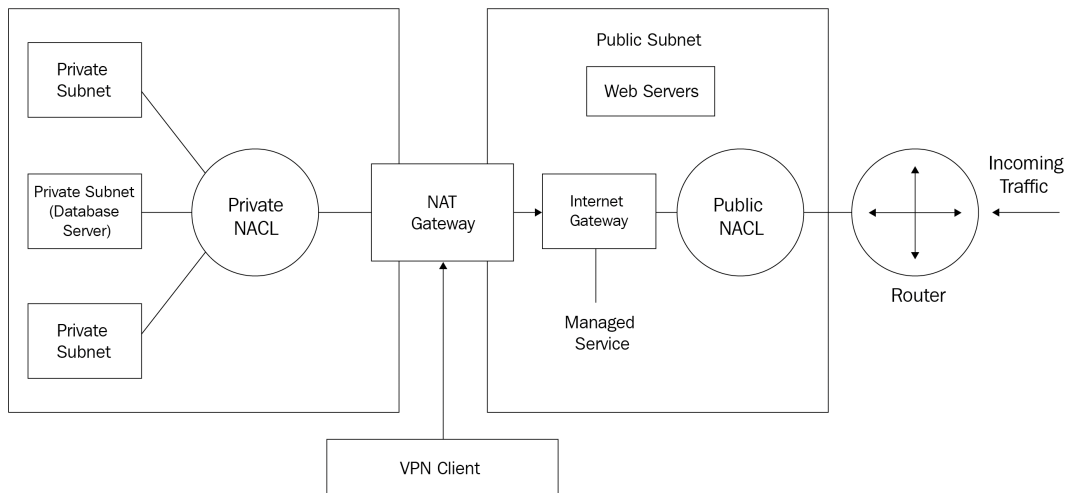 Private
Subnet
Private Subnet
(Database
Server)
Private
Subnet
Private
NACL
NAT
Gateway
VPN Client
Public Subnet
Web Servers
Internet
Gateway
Managed
Service
Public
NACL
Router
Incoming
Traffic